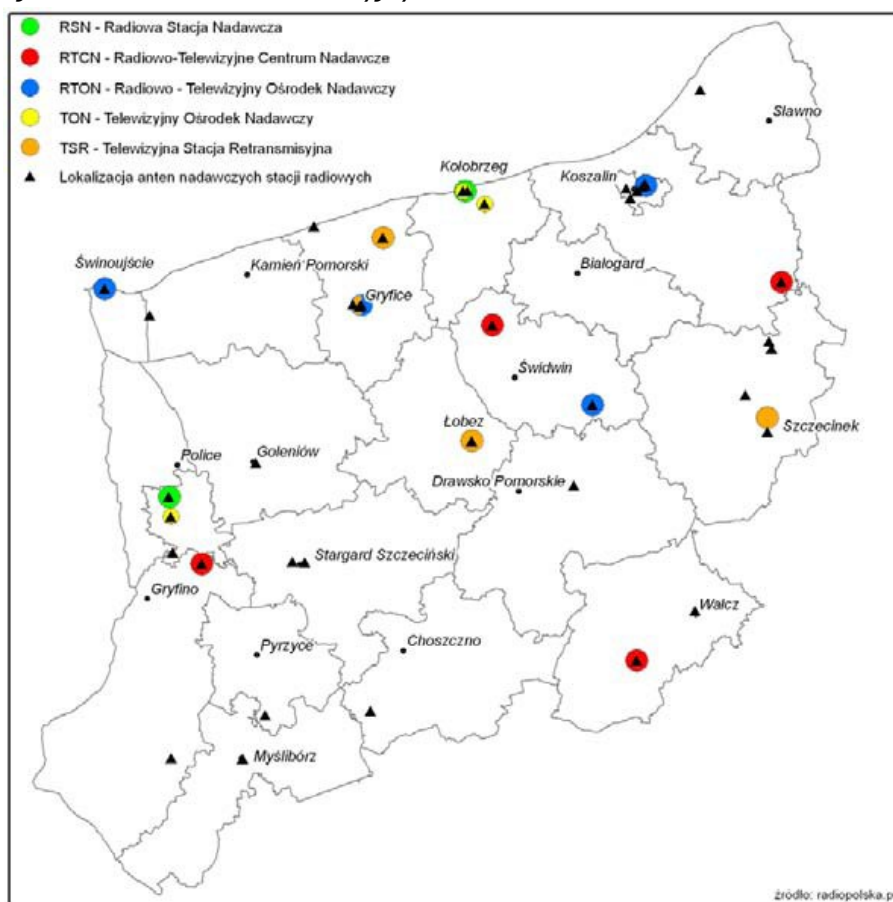 RSN - Radiowa Stacja Nadawcza
RTCN - Radiowo-Telewizyjne Centrum Nadawcze
RTON - Radiowo - Telewizyjny Ośrodek Nadawczy
TON - Telewizyjny Ośrodek Nadawczy
TSR - Telewizyjna Stacja Retransmisyjna
Lokalizacja anten nadawczych stacji radiowych
Sławno
Kołobrzeg
Koszalin
Świnoujście
Kamień Pomorski
Białogard
Gryfice
Świdwin
Łobez
Szczecinek
Police
Goleniów
Drawsko Pomorskie
Stargard Szczeciński
Gryfino
Wałcz
Pyrzyce
Choszczno
Myślibórz
źródło: radiopolska.p